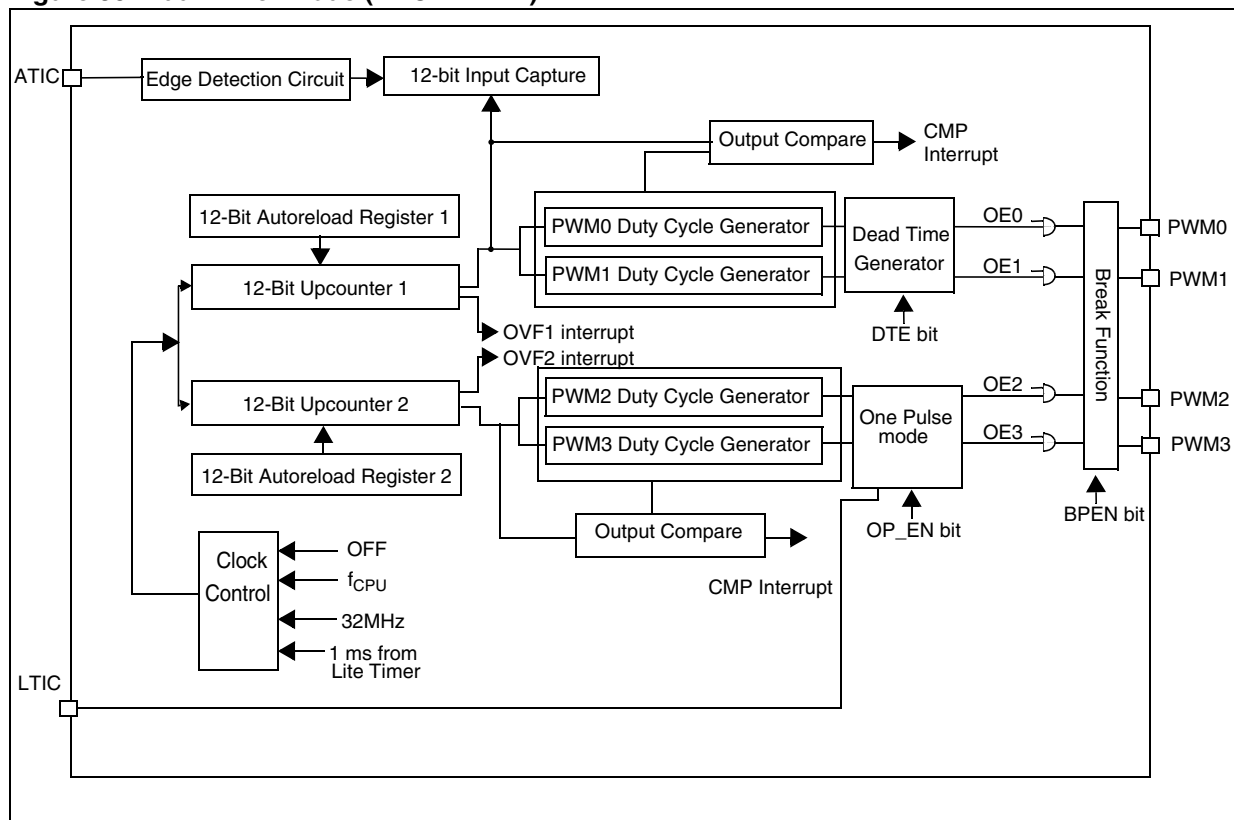 ATIC
Edge Detection Circuit
12-bit Input Capture
Output Compare
CMP
Interrupt
12-Bit Autoreload Register 1
PWM0 Duty Cycle Generator
PWM1 Duty Cycle Generator
Dead Time
Generator
OE0
OE1
PWM0
PWM1
12-Bit Upcounter 1
DTE bit
Break Function
OVF1 interrupt
OVF2 interrupt
12-Bit Upcounter 2
PWM2 Duty Cycle Generator
PWM3 Duty Cycle Generator
One Pulse
mode
OE2
OE3
PWM2
PWM3
12-Bit Autoreload Register 2
BPEN bit
OP_EN bit
Output Compare
CMP Interrupt
Clock
Control
OFF
fCPU
32MHz
1 ms from
Lite Timer
LTIC